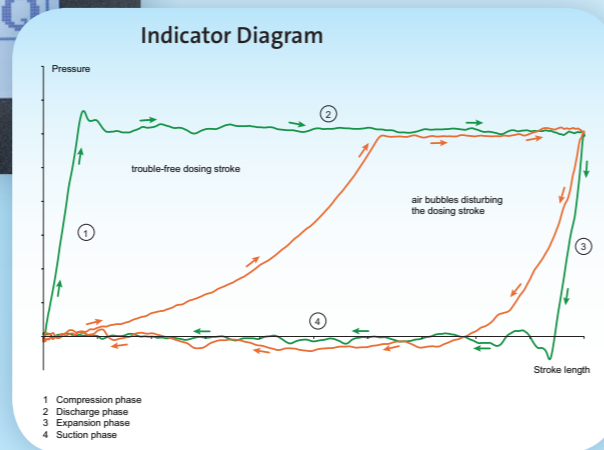 Indicator Diagram
Pressure
2
trouble-free dosing stroke
air bubbles disturbing
the dosing stroke
1
3
4
Stroke length
1 Compression phase
2 Discharge phase
3 Expansion phase
4 Suction phase